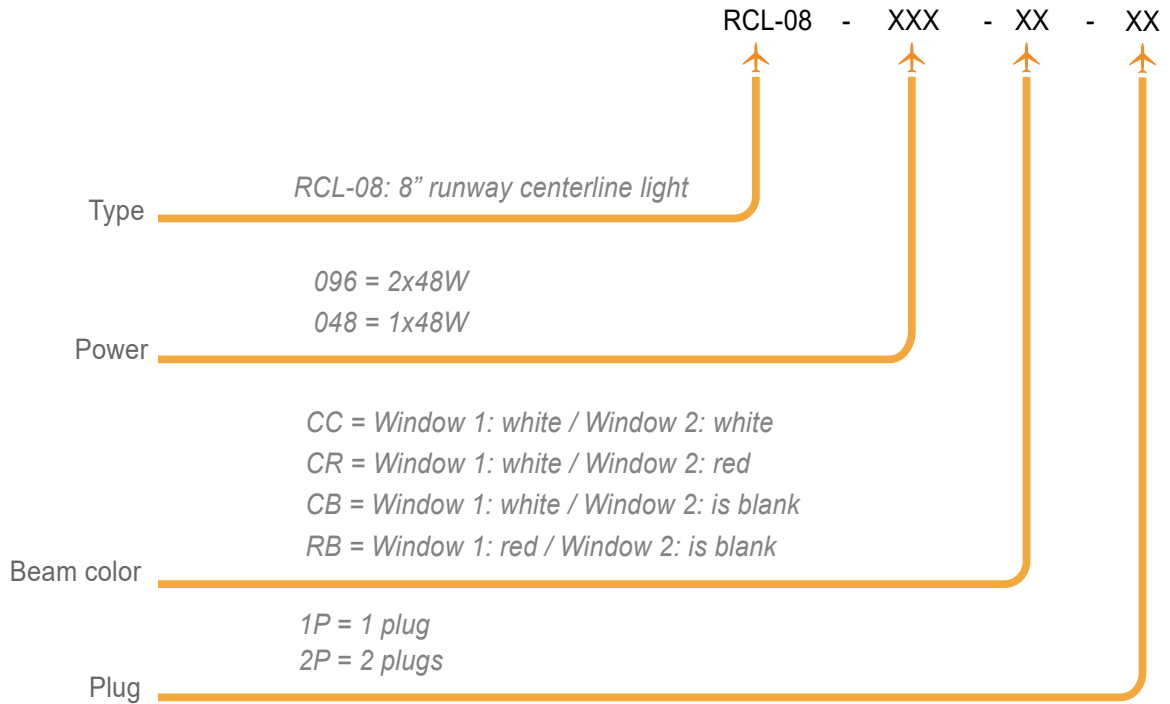 RCL-08 - XXX - XX - XX
RCL-08: 8” runway centerline light
Type
096 = 2x48W
048 = 1x48W
Power
CC = Window 1: white / Window 2: white
CR = Window 1: white / Window 2: red
CB = Window 1: white / Window 2: is blank
RB = Window 1: red / Window 2: is blank
Beam color
1P = 1 plug
2P = 2 plugs
Plug